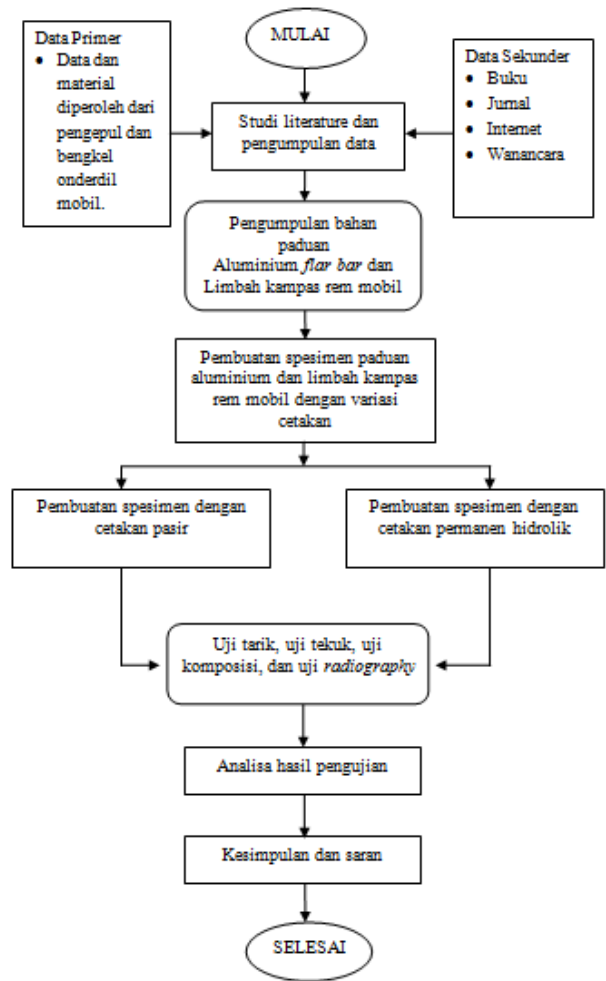 Data Primer
• Data dan
material
diperoleh dari
pengepul dan
bengkel
onderdil
mobil.
MULAI
Data Sekunder
• Buku
• Jurnal
• Internet
• Wanancara
Studi literature dan
pengumpulan data
Pengumpulan bahan
paduan
Aluminium flar bar dan
Limbah kampas rem mobil
Pembuatan spesimen paduan
aluminium dan limbah kampas
rem mobil dengan variasi
cetakan
Pembuatan spesimen dengan
cetakan pasir
Pembuatan spesimen dengan
cetakan permanen hidrolik
Uji tarik, uji tekuk, uji
komposisi, dan uji radiography
Analisa hasil pengujian
Kesimpulan dan saran
SELESAI